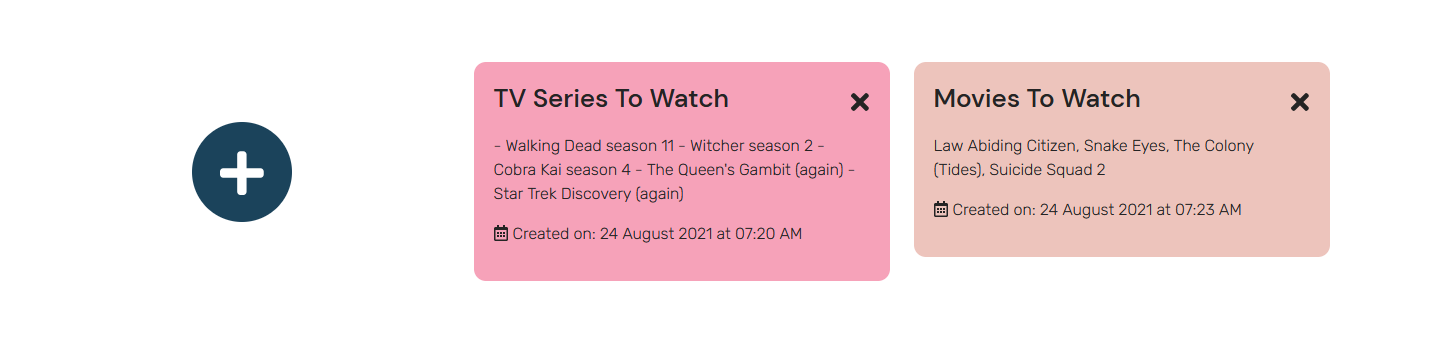 TV Series To Watch
- Walking Dead season 11 - Witcher season 2 -
Cobra Kai season 4 - The Queen's Gambit (again) -
Star Trek Discovery (again)
Created on: 24 August 2021 at 07:20 AM
Movies To Watch
Law Abiding Citizen, Snake Eyes, The Colony
(Tides), Suicide Squad 2
Created on: 24 August 2021 at 07:23 AM